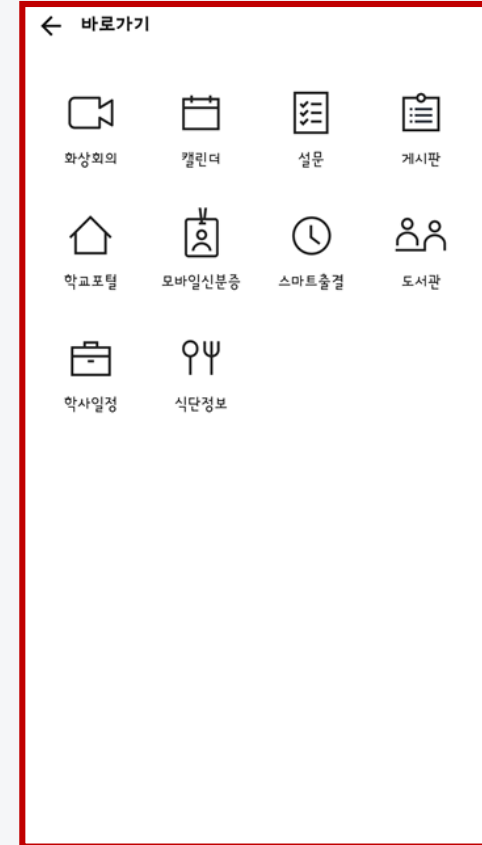 바로가기
화상회의 캘린더 설문 게시판
학교포털 모바일신분증 스마트출결 도서관
학사일정 식단정보